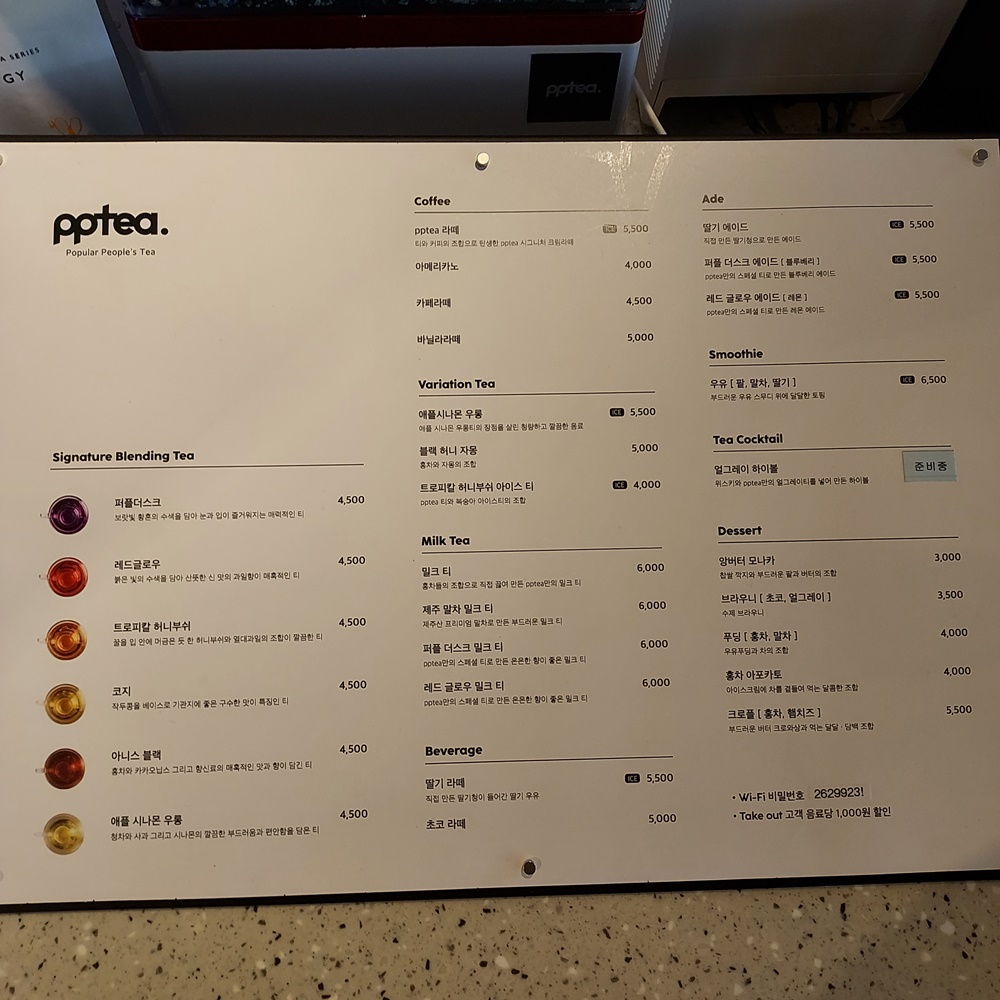 A SERIES
GY
pptea.
pptea.
Popular People's Tea
Signature Blending Tea
퍼플더스크 4,500
보랏빛 황혼의 수색을 담아 눈과 입이 즐거워지는 매력적인 티
레드글로우 4,500
붉은 빛의 수색을 담아 산뜻한 신 맛의 과일향이 매혹적인 티
트로피칼 허니부쉬 4,500
꿀을 입 안에 머금은 듯 한 허니부쉬와 열대과일의 조합이 깔끔한 티
코지 4,500
작두콩을 베이스로 기관지에 좋은 구수한 맛이 특징인 티
아니스 블랙 4,500
홍차와 카카오닙스 그리고 향신료의 매혹적인 맛과 향이 담긴 티
애플 시나몬 우롱 4,500
청차와 사과 그리고 시나몬의 깔끔한 부드러움과 편안함을 담은 티
Coffee
pptea 라떼 ICE 5,500
티와 커피의 조합으로 탄생한 pptea 시그니처 크림라떼
아메리카노 4,000
카페라떼 4,500
바닐라라떼 5,000
Variation Tea
애플시나몬 우롱 ICE 5,500
애플 시나몬 우롱티의 장점을 살린 청량하고 깔끔한 음료
블랙 허니 자몽 5,000
홍차와 자몽의 조합
트로피칼 허니부쉬 아이스 티 ICE 4,000
pptea 티와 복숭아 아이스티의 조합
Milk Tea
밀크 티 6,000
홍차들의 조합으로 직접 끓여 만든 pptea만의 밀크 티
제주 말차 밀크 티 6,000
제주산 프리미엄 말차로 만든 부드러운 밀크 티
퍼플 더스크 밀크 티 6,000
pptea만의 스페셜 티로 만든 은은한 향이 좋은 밀크 티
레드 글로우 밀크 티 6,000
pptea만의 스페셜 티로 만든 은은한 향이 좋은 밀크 티
Beverage
딸기 라떼 ICE 5,500
직접 만든 딸기청이 들어간 딸기 우유
초코 라떼 5,000
Ade
딸기 에이드 ICE 5,500
직접 만든 딸기청으로 만든 에이드
퍼플 더스크 에이드 [ 블루베리 ] ICE 5,500
pptea만의 스페셜 티로 만든 블루베리 에이드
레드 글로우 에이드 [ 레몬 ] ICE 5,500
pptea만의 스페셜 티로 만든 레몬 에이드
Smoothie
우유 [ 팥, 말차, 딸기 ] ICE 6,500
부드러운 우유 스무디 위에 달달한 토핑
Tea Cocktail
얼그레이 하이볼 준비중
위스키와 pptea만의 얼그레이티를 넣어 만든 하이볼
Dessert
앙버터 모나카 3,000
찹쌀 깍지와 부드러운 팥과 버터의 조합
브라우니 [ 초코, 얼그레이 ] 3,500
수제 브라우니
푸딩 [ 홍차, 말차 ] 4,000
우유푸딩과 차의 조합
홍차 아포카토 4,000
아이스크림에 차를 곁들여 먹는 달콤한 조합
크로플 [ 홍차, 햄치즈 ] 5,500
부드러운 버터 크로와상과 먹는 달달 · 담백 조합
• Wi-Fi 비밀번호 2629923!
• Take out 고객 음료당 1,000원 할인